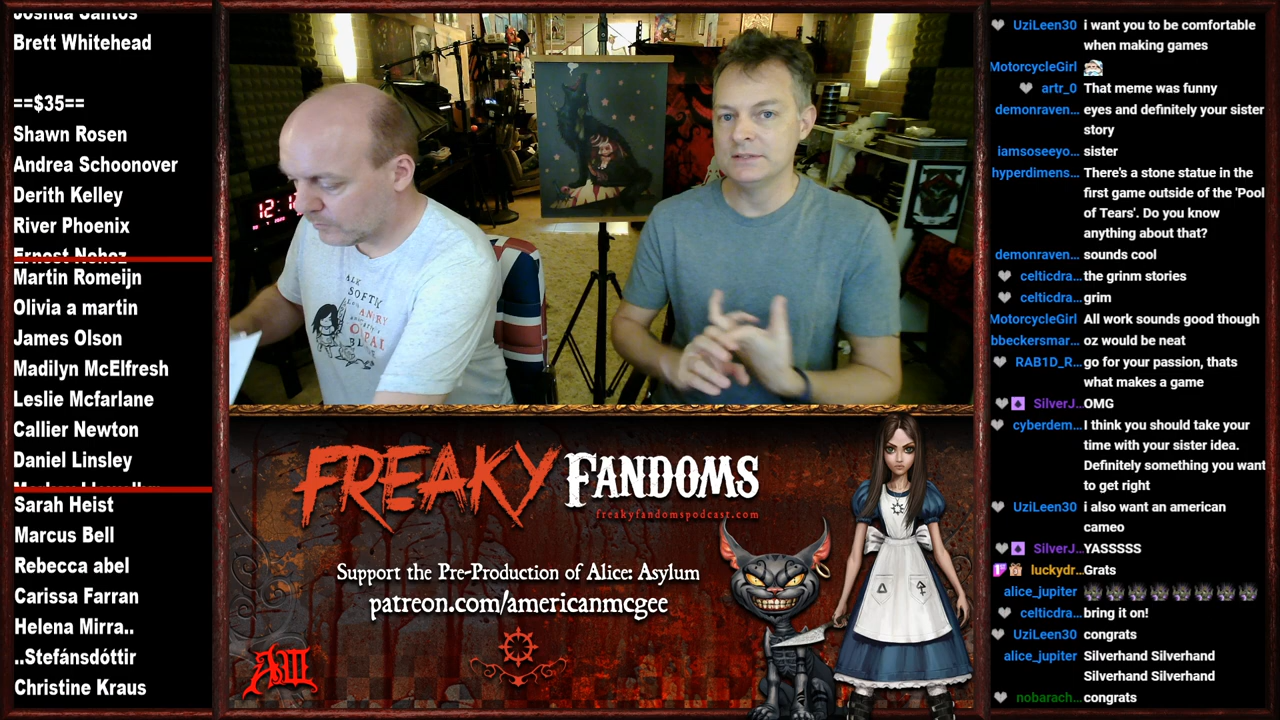 Joshua Santos
Brett Whitehead
==$35==
Shawn Rosen
Andrea Schoonover
Derith Kelley
River Phoenix
Martin Romeijn
Olivia a martin
James Olson
Madilyn McElfresh
Leslie Mcfarlane
Callier Newton
Daniel Linsley
Sarah Heist
Marcus Bell
Rebecca abel
Carissa Farran
Helena Mirra..
..Stefánsdóttir
Christine Kraus
12:1
SOFTLY
ANRY
FREAKY FANDOMS
freakyfandomspodcast.com
Support the Pre-Production of Alice: Asylum
patreon.com/americanmcgee
UziLeen30 i want you to be comfortable
when making games
MotorcycleGirl
artr_0 That meme was funny
demonraven... eyes and definitely your sister
story
iamsoseeyo... sister
hyperdimens... There's a stone statue in the
first game outside of the 'Pool
of Tears'. Do you know
anything about that?
demonraven... sounds cool
celticdra... the grinm stories
celticdra... grim
MotorcycleGirl All work sounds good though
bbeckersmar... oz would be neat
RAB1D_R... go for your passion, thats
what makes a game
SilverJ... OMG
cyberdem... I think you should take your
time with your sister idea.
Definitely something you want
to get right
UziLeen30 i also want an american
cameo
SilverJ... YASSSSS
luckydr... Grats
alice_jupiter
celticdra... bring it on!
UziLeen30 congrats
alice_jupiter Silverhand Silverhand
Silverhand Silverhand
nobarach... congrats